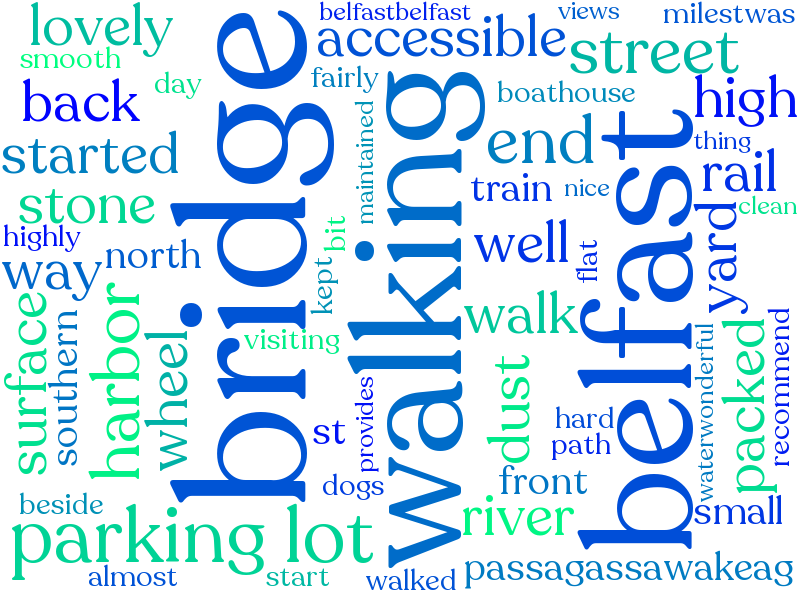 lovely
belfastbelfast
views
milestwas
smooth
accessible
street
day
fairly
back
boathouse
high
started
bridge
maintained
walking
end
belfast
thing
rail
stone
train
nice
clean
highly
north
bit
well
flat
yard
way
kept
surface
southern
harbor
wheel
visiting
walk
waterwonderful
packed
recommend
st
provides
dust
hard
path
beside
dogs
front
parking lot
river
small
almost
start
walked
passagassawakeag